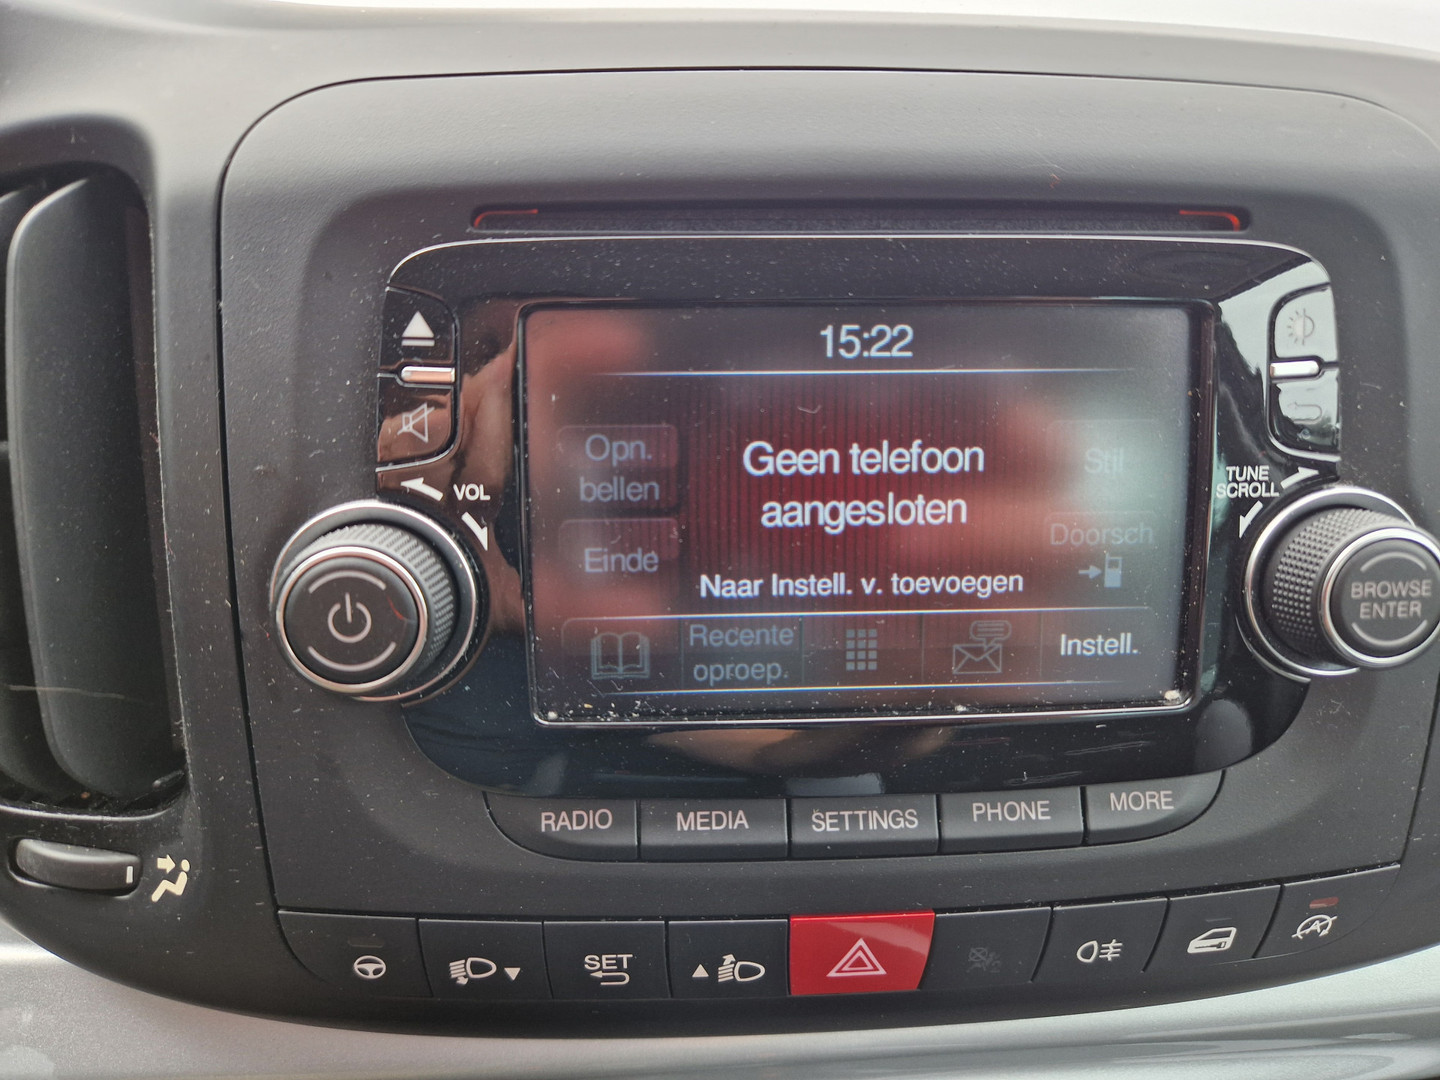 15:22
Opn.
bellen
Geen telefoon
aangesloten
Stil
VOL
TUNE
SCROLL
Einde
Doorsch
Naar Instell. v. toevoegen
BROWSE
ENTER
Recente
oproep.
Instell.
RADIO
MEDIA
SETTINGS
PHONE
MORE
SET